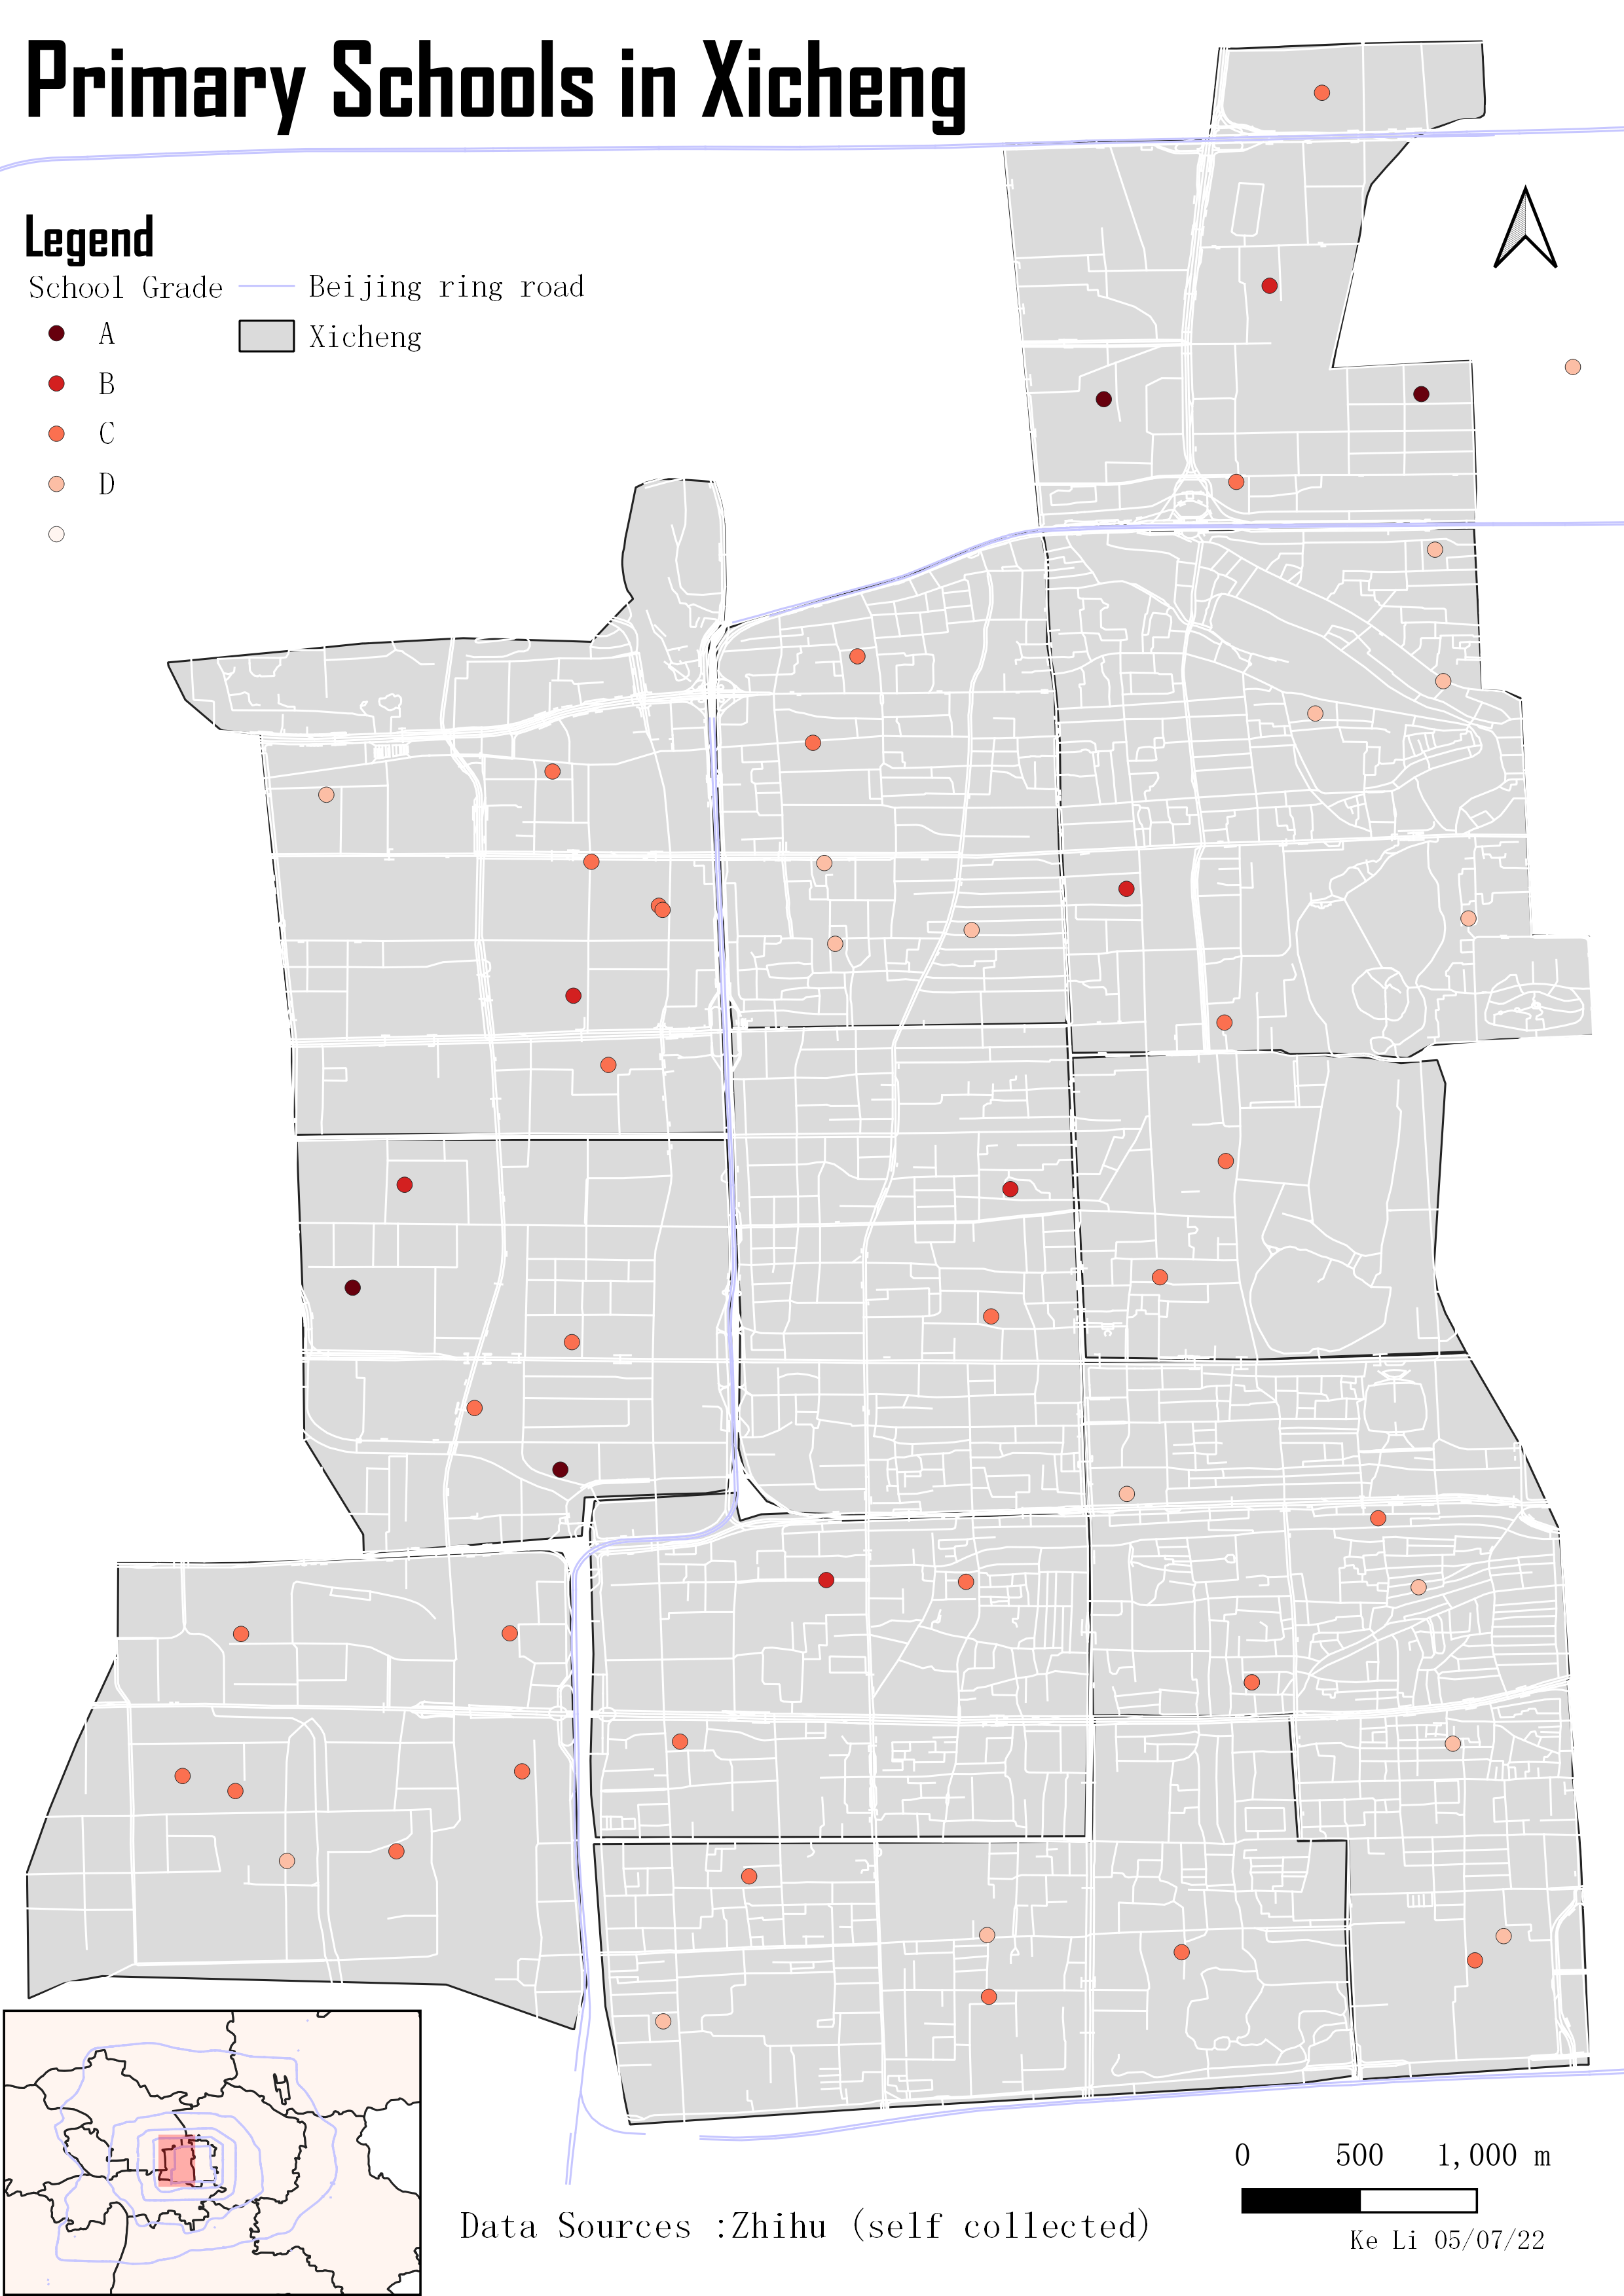 Primary Schools in Xicheng
Legend
School Grade
Beijing ring road
A
Xicheng
B
C
D
0 500 1,000 m
Data Sources :Zhihu (self collected)
Ke Li 05/07/22